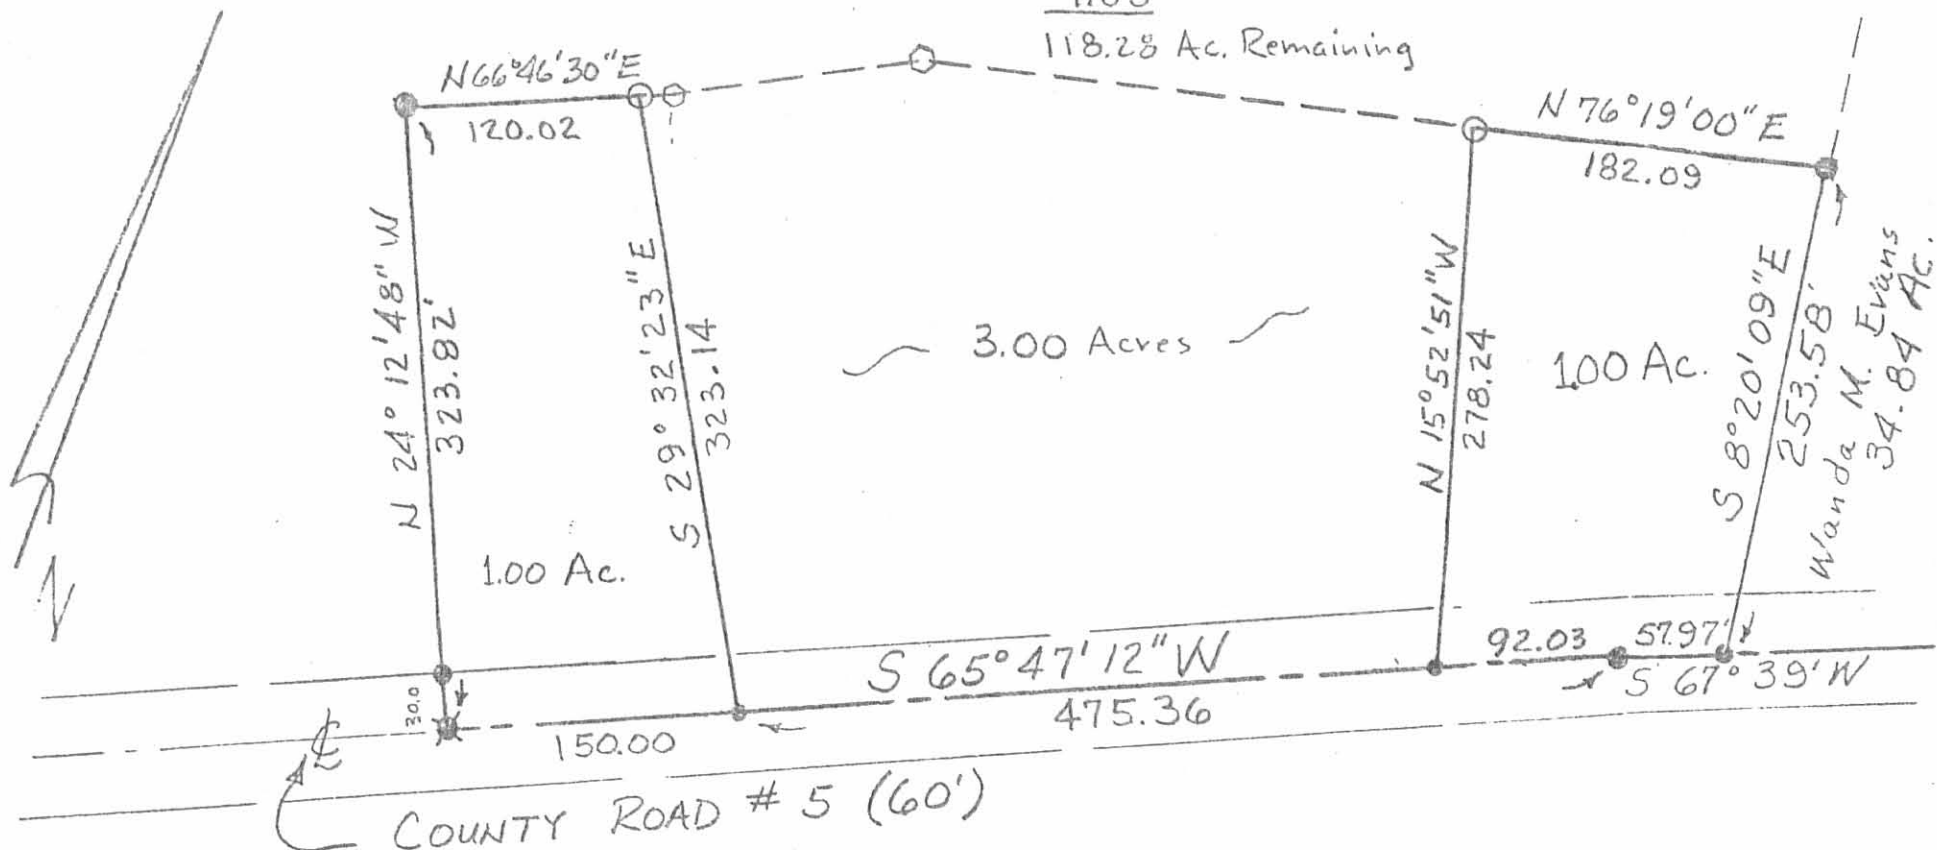 118.28 Ac. Remaining
N66°46'30"E
120.02
N 76°19'00"E
182.09
N 24° 12'48" W
323.82'
S 29° 32'23" E
323.14
3.00 Acres
N 15°52'51"W
278.24
1.00 Ac.
S 8°20'09"E
253.58'
Wanda M. Evans
34.84 Ac.
1.00 Ac.
N
30.0
S 65°47'12"W
92.03
57.97'
S 67°39'W
475.36
150.00
℄
COUNTY ROAD # 5 (60')